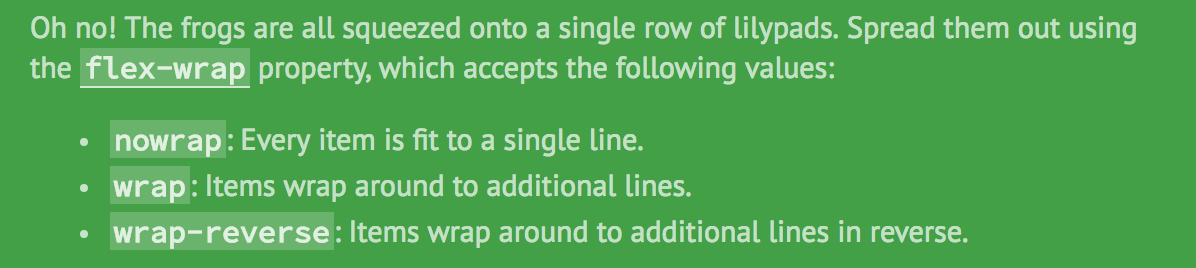 Oh no! The frogs are all squeezed onto a single row of lilypads. Spread them out using
the flex-wrap property, which accepts the following values:
• nowrap: Every item is fit to a single line.
• wrap: Items wrap around to additional lines.
• wrap-reverse: Items wrap around to additional lines in reverse.